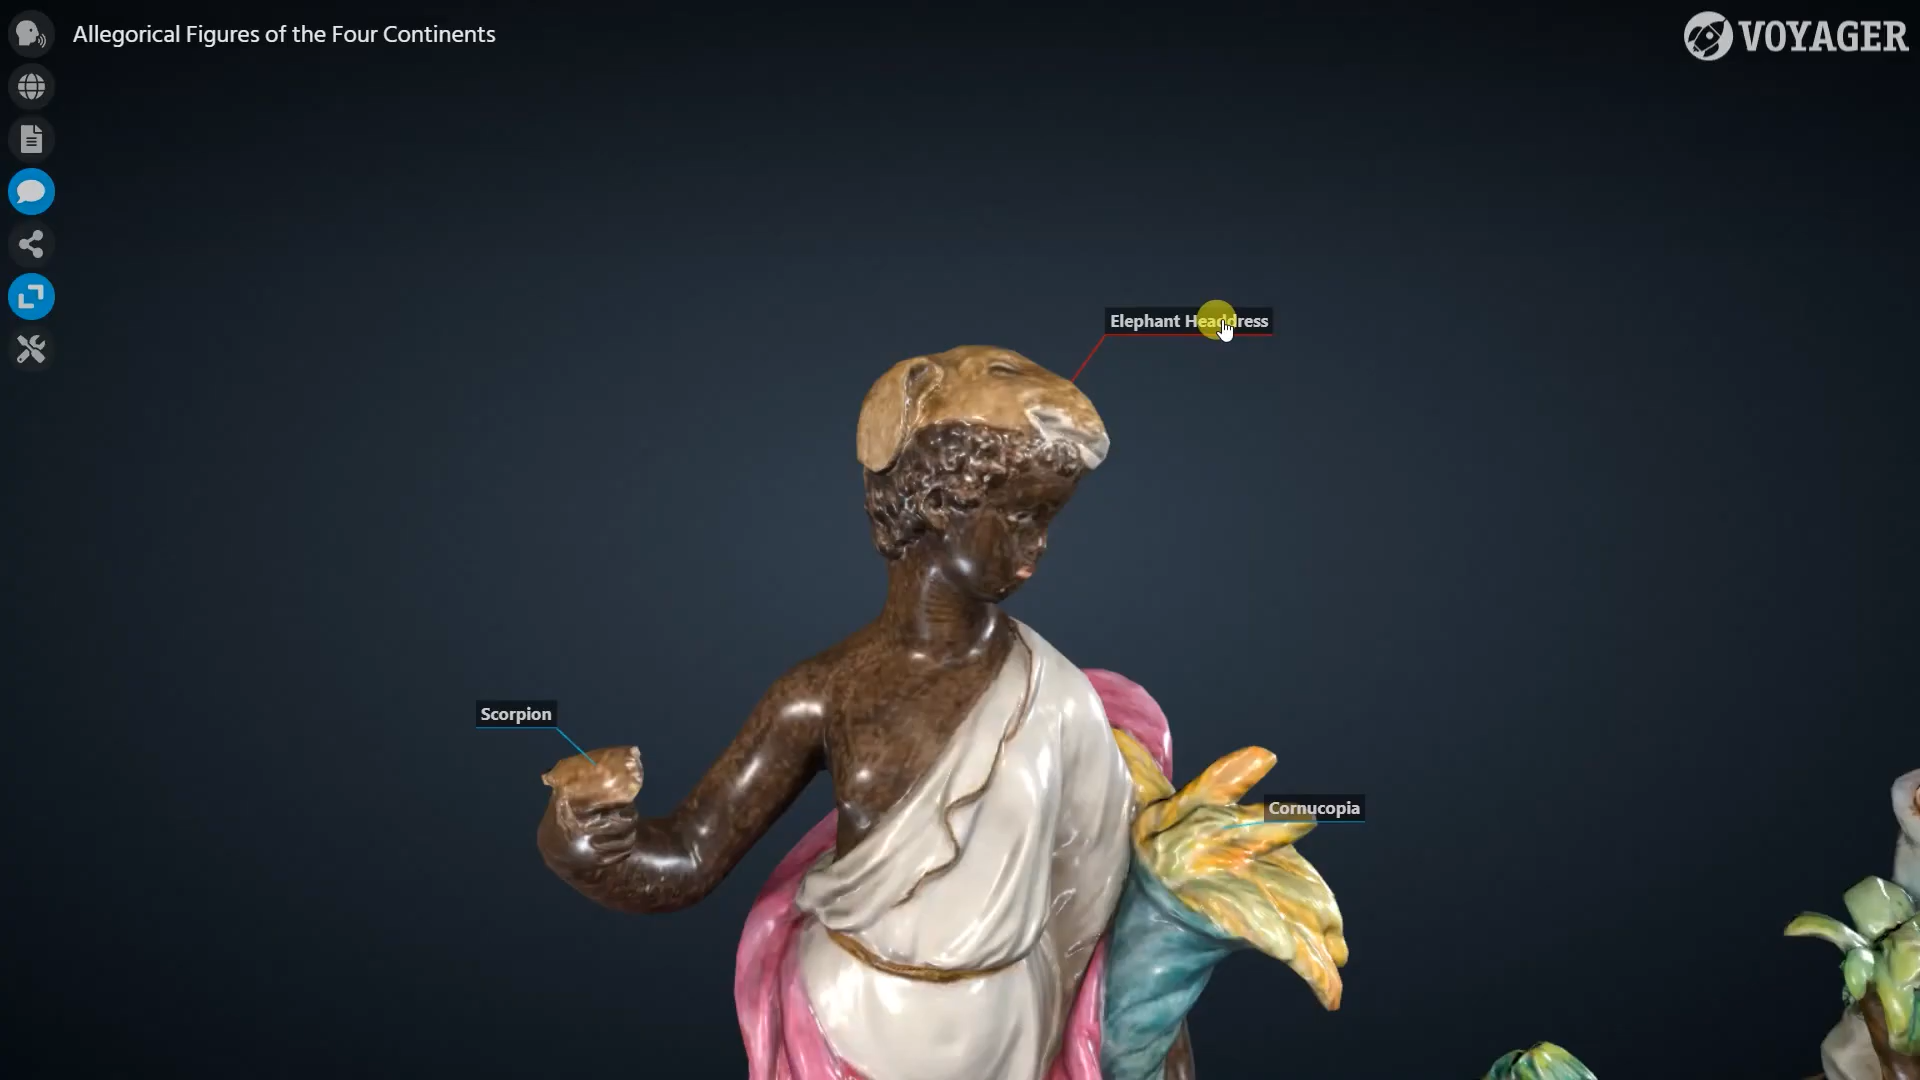 Allegorical Figures of the Four Continents
VOYAGER
Elephant Headdress
Scorpion
Cornucopia